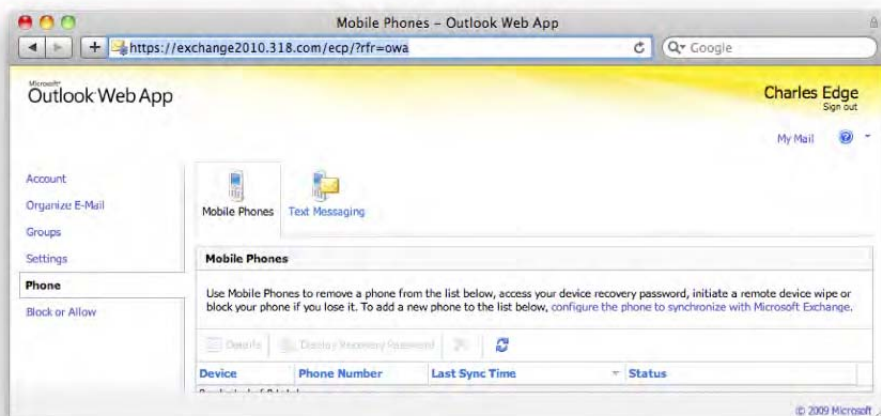 Mobile Phones – Outlook Web App
https://exchange2010.318.com/ecp/?rfr=owa
Google
Microsoft®
Outlook Web App
Charles Edge
Sign out
My Mail
Account
Organize E-Mail
Groups
Settings
Phone
Block or Allow
Mobile Phones
Text Messaging
Mobile Phones
Use Mobile Phones to remove a phone from the list below, access your device recovery password, initiate a remote device wipe or
block your phone if you lose it. To add a new phone to the list below, configure the phone to synchronize with Microsoft Exchange.
Details
Display Recovery Password
Device Phone Number Last Sync Time Status
© 2009 Microsoft